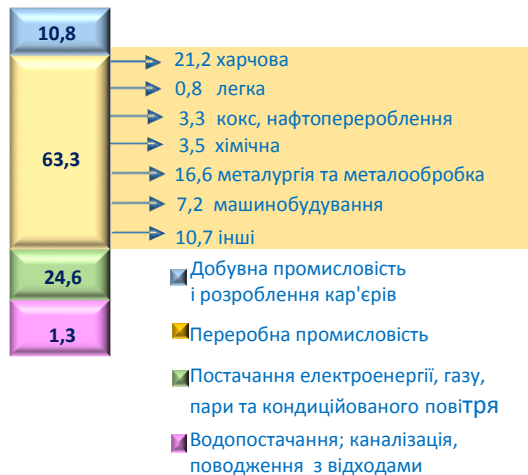 10,8
21,2 харчова
0,8 легка
3,3 кокс, нафтоперероблення
3,5 хімічна
63,3
16,6 металургія та металообробка
7,2 машинобудування
10,7 інші
24,6
1,3
Добувна промисловість
і розроблення кар'єрів
Переробна промисловість
Постачання електроенергії, газу,
пари та кондиційованого повітря
Водопостачання; каналізація,
поводження з відходами